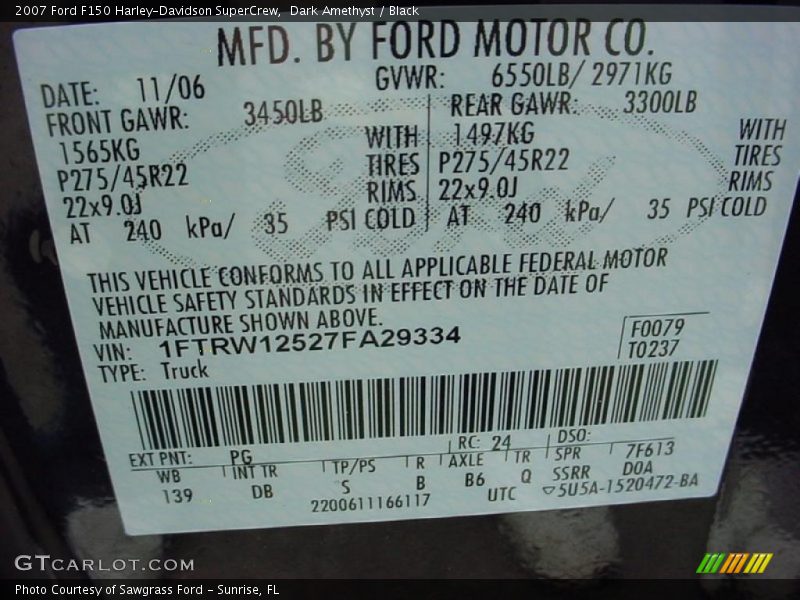 2007 Ford F150 Harley-Davidson SuperCrew, Dark Amethyst / Black
MFD. BY FORD MOTOR CO.
DATE: 11/06 GVWR: 6550LB/ 2971KG
FRONT GAWR: 3450LB REAR GAWR: 3300LB
1565KG WITH 1497KG WITH
P275/45R22 TIRES P275/45R22 TIRES
22x9.0J RIMS 22x9.0J RIMS
AT 240 kPa/ 35 PSI COLD AT 240 kPa/ 35 PSI COLD
THIS VEHICLE CONFORMS TO ALL APPLICABLE FEDERAL MOTOR
VEHICLE SAFETY STANDARDS IN EFFECT ON THE DATE OF
MANUFACTURE SHOWN ABOVE.
VIN: 1FTRW12527FA29334 F0079
TYPE: Truck T0237
EXT PNT: PG RC: 24 DSO:
WB INT TR TP/PS R AXLE TR SPR 7F613
139 DB S B B6 Q SSRR D0A
2200611166117 UTC ▽5U5A-1520472-BA
GTCARLOT.COM
Photo Courtesy of Sawgrass Ford - Sunrise, FL